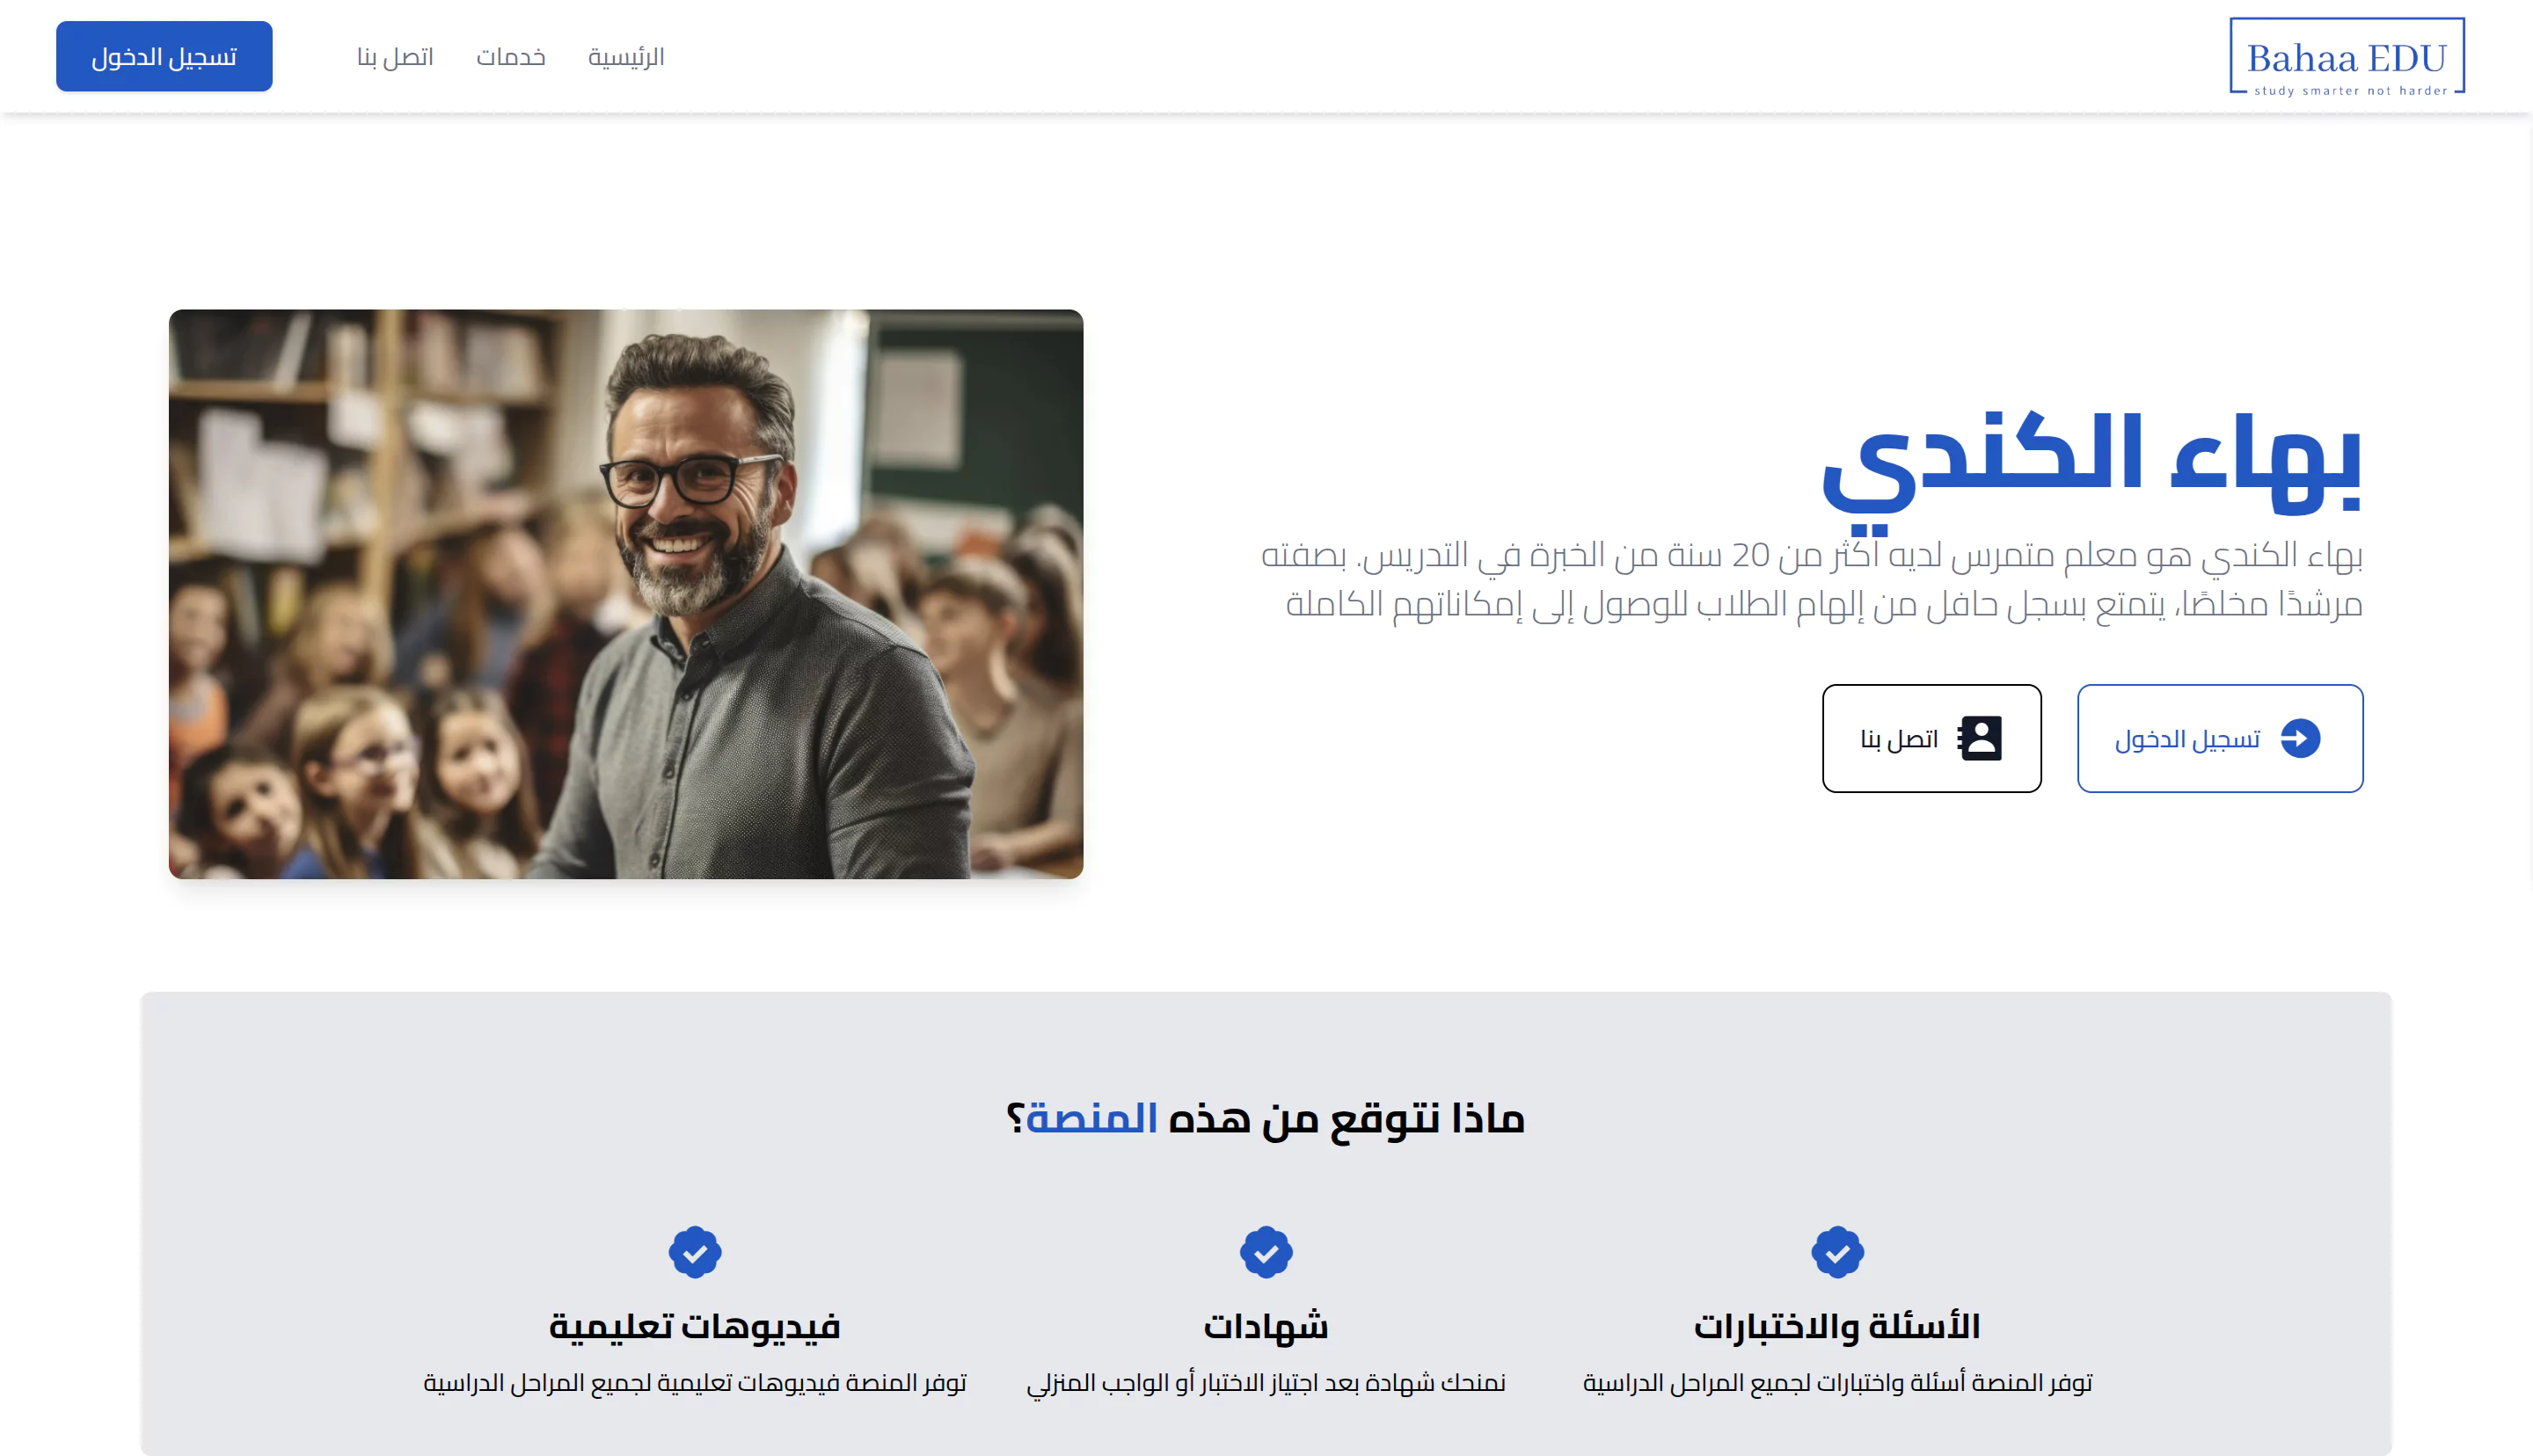 Bahaa EDU
study smarter not harder
الرئيسية
خدمات
اتصل بنا
تسجيل الدخول
بهاء الكندي
بهاء الكندي هو معلم متمرس لديه اكثر من 20 سنة من الخبرة في التدريس. بصفته
مرشدًا مخلصًا، يتمتع بسجل حافل من إلهام الطلاب للوصول إلى إمكاناتهم الكاملة
تسجيل الدخول
اتصل بنا
ماذا نتوقع من هذه المنصة؟
الأسئلة والاختبارات
توفر المنصة أسئلة واختبارات لجميع المراحل الدراسية
شهادات
نمنحك شهادة بعد اجتياز الاختبار أو الواجب المنزلي
فيديوهات تعليمية
توفر المنصة فيديوهات تعليمية لجميع المراحل الدراسية